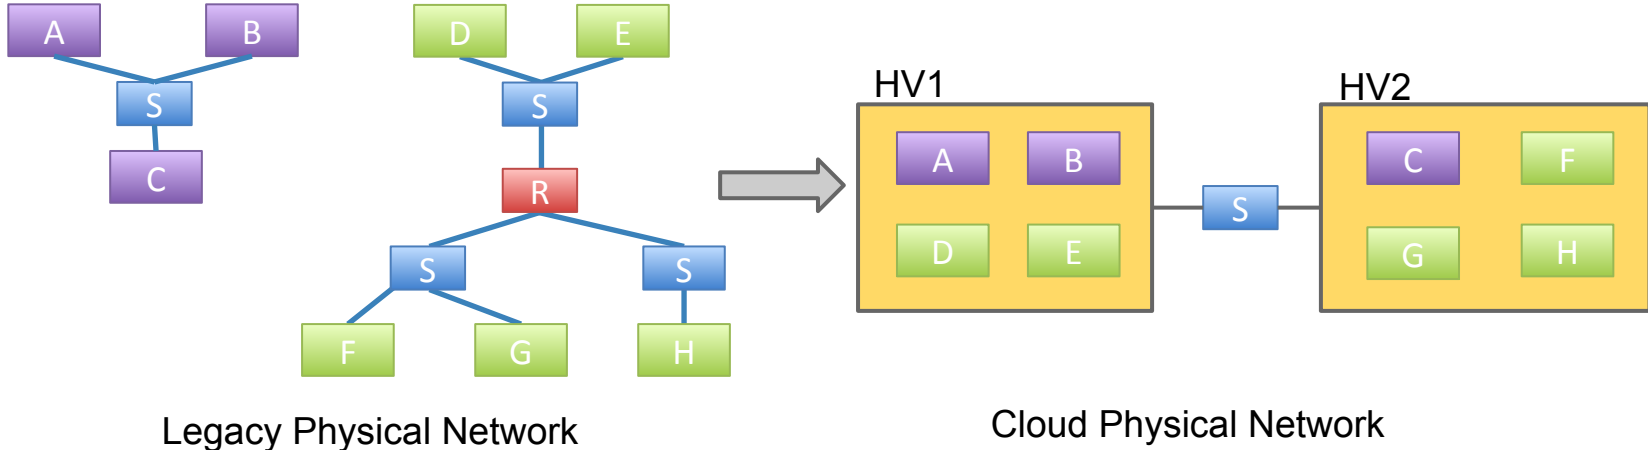 A
B
S
C
D
E
S
R
S
S
F
G
H
Legacy Physical Network
HV1
A
B
D
E
S
HV2
C
F
G
H
Cloud Physical Network